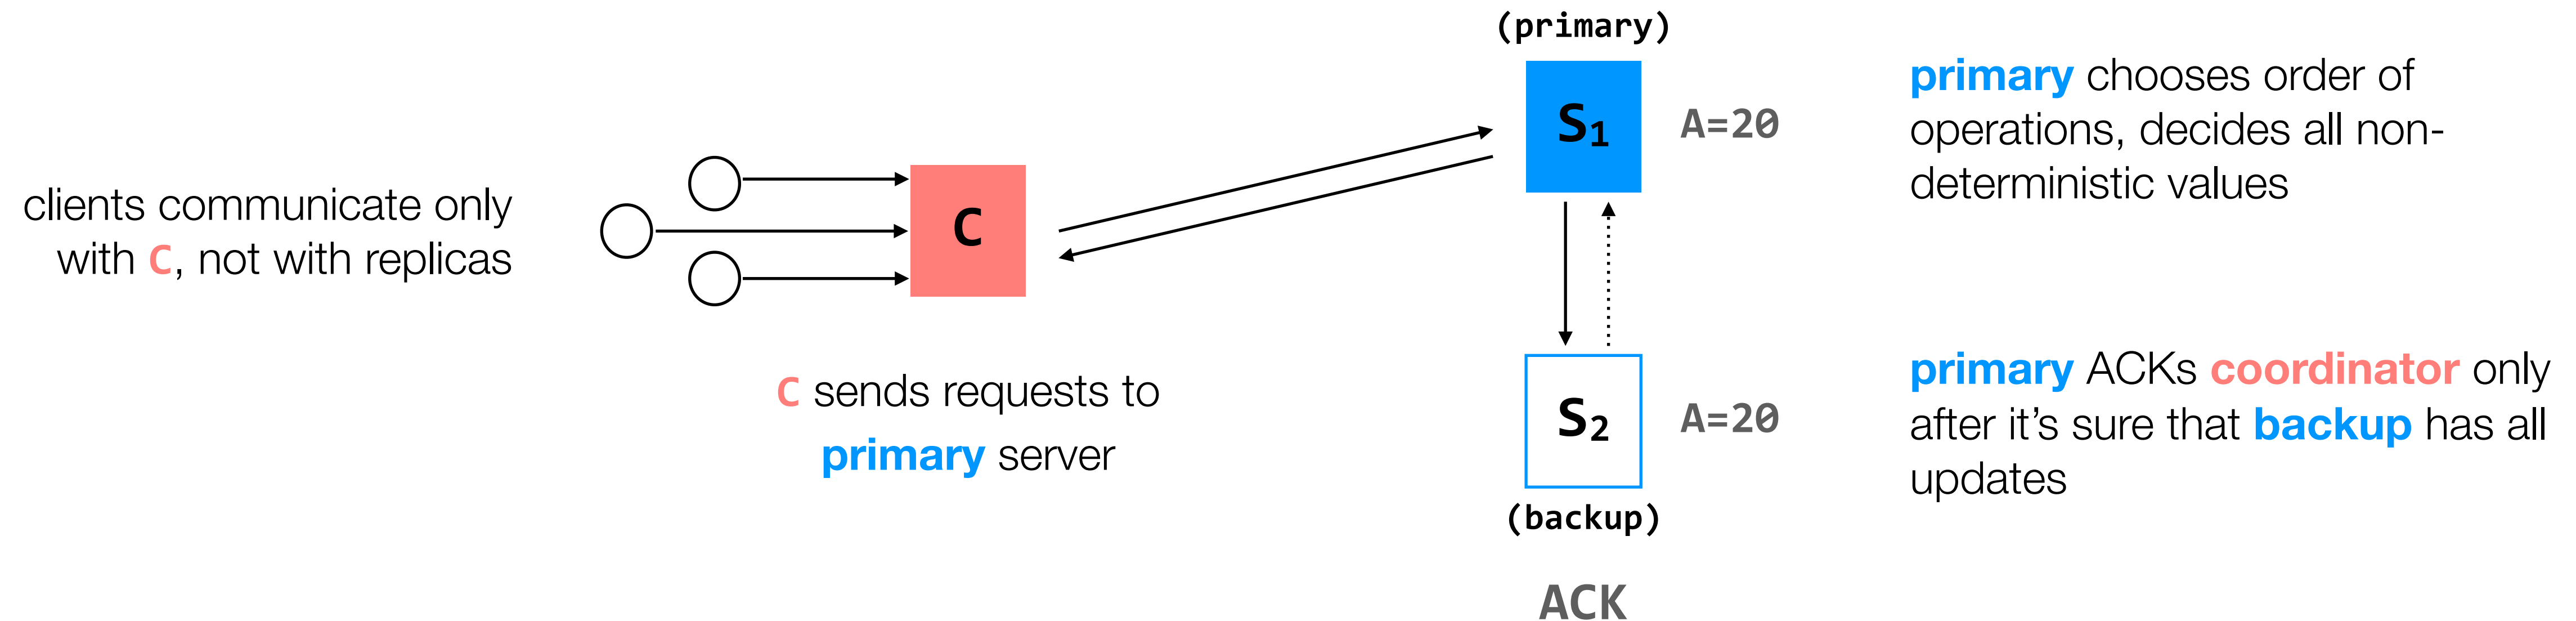 clients communicate only
with C, not with replicas
C
C sends requests to
primary server
(primary)
S₁
A=20
S₂
A=20
(backup)
ACK
primary chooses order of
operations, decides all non-
deterministic values
primary ACKs coordinator only
after it’s sure that backup has all
updates